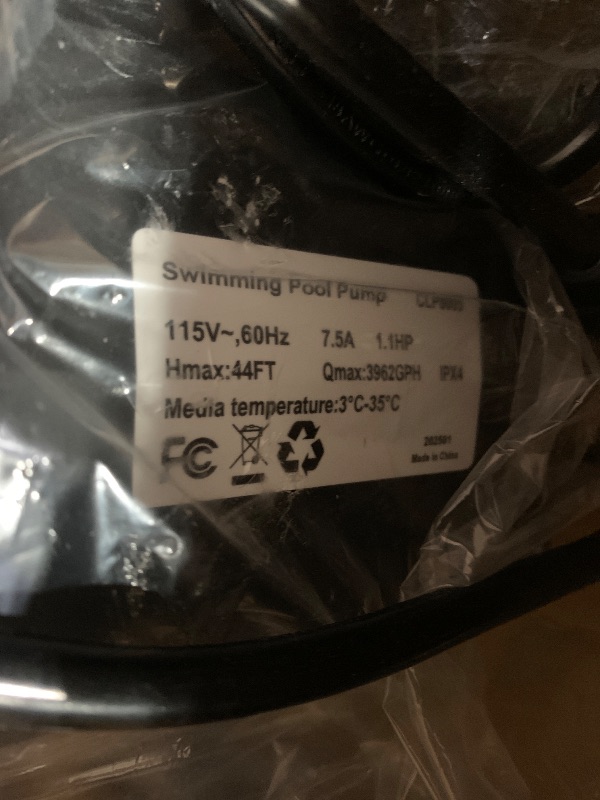 Swimming Pool Pump
115V~,60Hz 7.5A 1.1HP
Hmax:44FT Qmax:3962GPH IPX4
Media temperature:3°C-35°C
FC
202501
Made in China